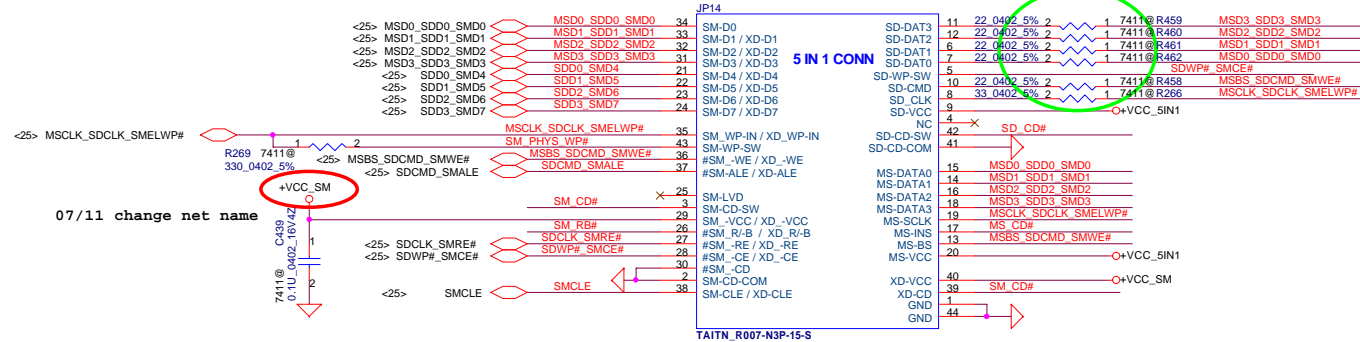 JP14
<25> MSD0_SDD0_SMD0 MSD0_SDD0_SMD0 34 SM-D0 SD-DAT3 11 22_0402_5% 2 1 7411@ R459 MSD3_SDD3_SMD3
<25> MSD1_SDD1_SMD1 MSD1_SDD1_SMD1 33 SM-D1 / XD-D1 SD-DAT2 12 22_0402_5% 2 1 7411@ R460 MSD2_SDD2_SMD2
<25> MSD2_SDD2_SMD2 MSD2_SDD2_SMD2 32 SM-D2 / XD-D2 5 IN 1 CONN SD-DAT1 6 22_0402_5% 2 1 7411@ R461 MSD1_SDD1_SMD1
<25> MSD3_SDD3_SMD3 MSD3_SDD3_SMD3 31 SM-D3 / XD-D3 SD-DAT0 7 22_0402_5% 2 1 7411@ R462 MSD0_SDD0_SMD0
<25> SDD0_SMD4 SDD0_SMD4 21 SM-D4 / XD-D4 SD-WP-SW 5 SDWP#_SMCE#
<25> SDD1_SMD5 SDD1_SMD5 22 SM-D5 / XD-D5 SD-CMD 10 22_0402_5% 2 1 7411@ R458 MSBS_SDCMD_SMWE#
<25> SDD2_SMD6 SDD2_SMD6 23 SM-D6 / XD-D6 SD_CLK 8 33_0402_5% 2 1 7411@ R266 MSCLK_SDCLK_SMELWP#
<25> SDD3_SMD7 SDD3_SMD7 24 SM-D7 / XD-D7 SD-VCC 9 +VCC_5IN1
NC 4
<25> MSCLK_SDCLK_SMELWP# MSCLK_SDCLK_SMELWP# 35 SM_WP-IN / XD_WP-IN SD-CD-SW 42 SD_CD#
1 2 SM_PHYS_WP# 43 SM-WP-SW SD-CD-COM 41
R269 7411@ <25> MSBS_SDCMD_SMWE# MSBS_SDCMD_SMWE# 36 #SM_-WE / XD_-WE
330_0402_5% <25> SDCMD_SMALE SDCMD_SMALE 37 #SM-ALE / XD-ALE MS-DATA0 15 MSD0_SDD0_SMD0
MS-DATA1 14 MSD1_SDD1_SMD1
+VCC_SM 25 SM-LVD MS-DATA2 16 MSD2_SDD2_SMD2
SM_CD# 3 SM-CD-SW MS-DATA3 18 MSD3_SDD3_SMD3
07/11 change net name 29 SM_-VCC / XD_-VCC MS-SCLK 19 MSCLK_SDCLK_SMELWP#
SM_RB# 26 #SM_R/-B / XD_R/-B MS-INS 17 MS_CD#
<25> SDCLK_SMRE# SDCLK_SMRE# 27 #SM_-RE / XD_-RE MS-BS 13 MSBS_SDCMD_SMWE#
<25> SDWP#_SMCE# SDWP#_SMCE# 28 #SM_-CE / XD_-CE MS-VCC 20 +VCC_5IN1
30 #SM_-CD
2 SM-CD-COM XD-VCC 40 +VCC_SM
<25> SMCLE SMCLE 38 SM-CLE / XD-CLE XD-CD 39 SM_CD#
GND 1
GND 44
C439
7411@
0.1U_0402_16V4Z
1
2
TAITN_R007-N3P-15-S